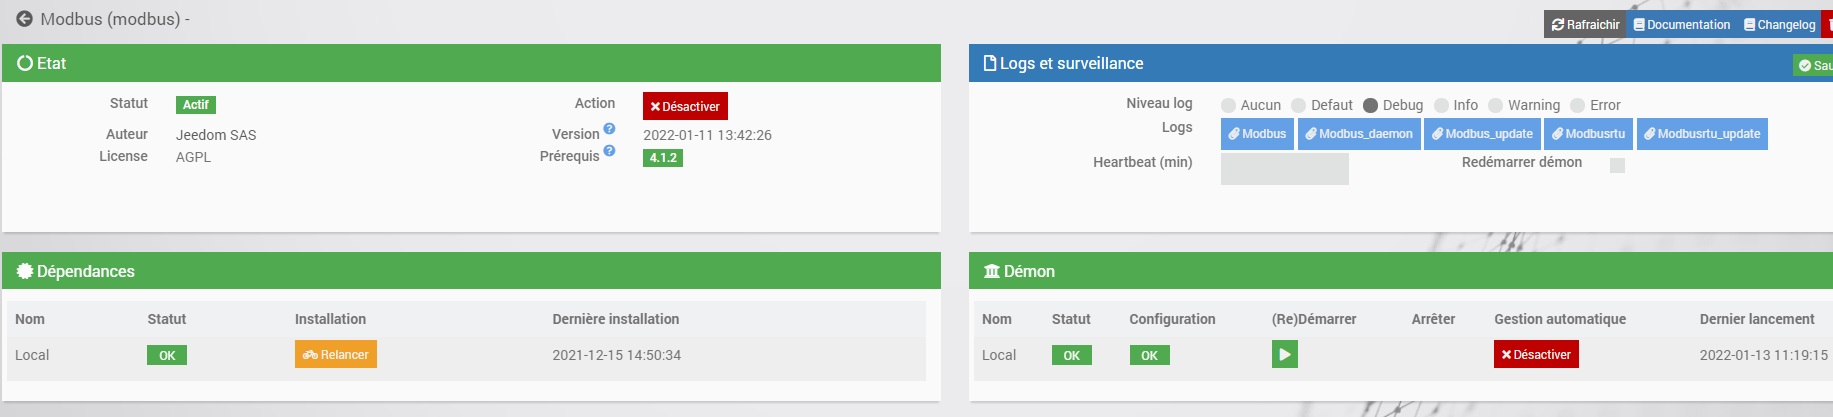 Modbus (modbus) -
Rafraichir Documentation Changelog
Etat
Statut Actif Action Désactiver
Auteur Jeedom SAS Version 2022-01-11 13:42:26
License AGPL Prérequis 4.1.2
Logs et surveillance
Niveau log Aucun Defaut Debug Info Warning Error
Logs Modbus Modbus_daemon Modbus_update Modbusrtu Modbusrtu_update
Heartbeat (min) Redémarrer démon
Dépendances
Nom Statut Installation Dernière installation
Local OK Relancer 2021-12-15 14:50:34
Démon
Nom Statut Configuration (Re)Démarrer Arrêter Gestion automatique Dernier lancement
Local OK OK Désactiver 2022-01-13 11:19:15